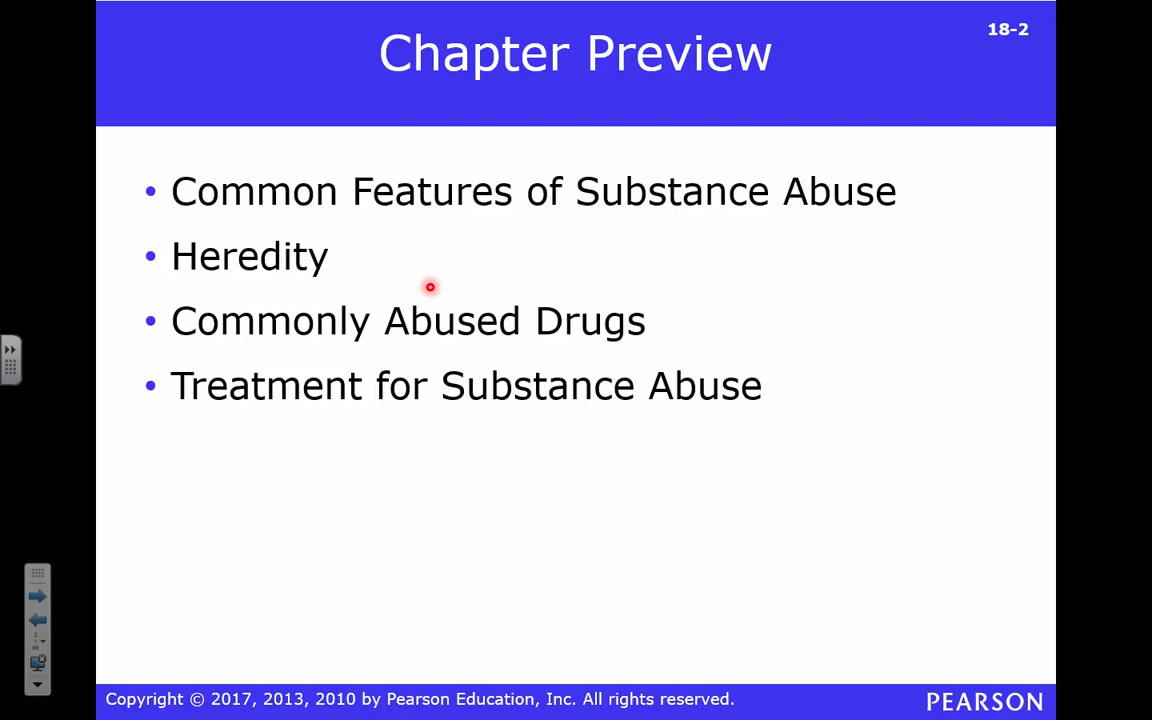 18-2
Chapter Preview
• Common Features of Substance Abuse
• Heredity
• Commonly Abused Drugs
• Treatment for Substance Abuse
Copyright © 2017, 2013, 2010 by Pearson Education, Inc. All rights reserved.
PEARSON